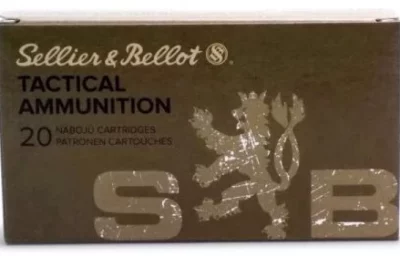 Sellier & Bellot S
TACTICAL
AMMUNITION
20 NÁBOJŮ CARTRIDGES
PATRONEN CARTOUCHES
S B